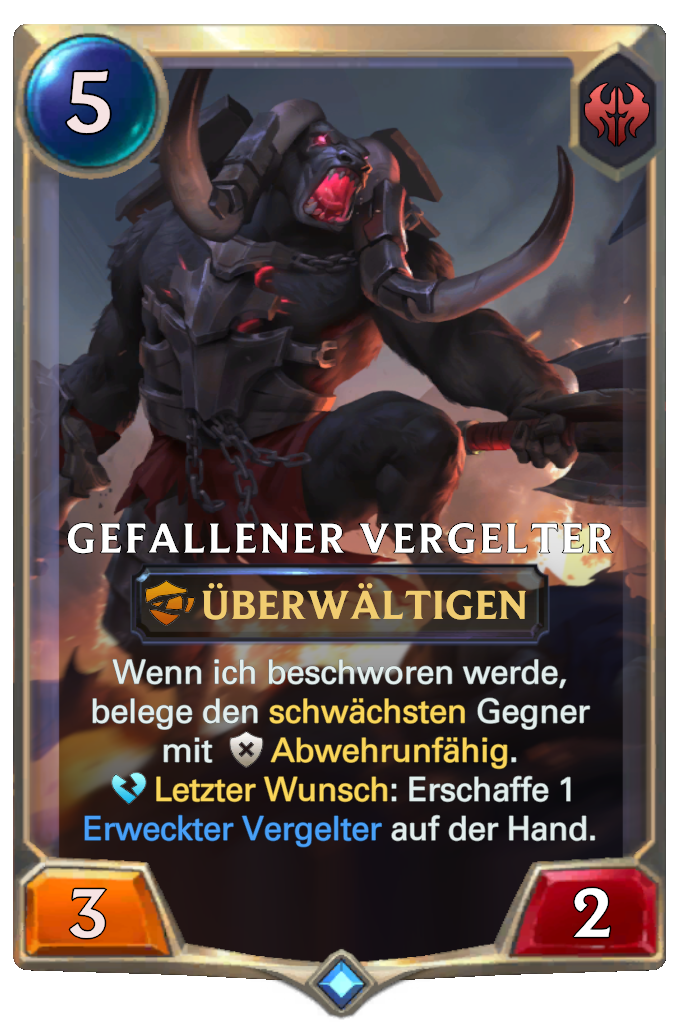 5
GEFALLENER VERGELTER
ÜBERWÄLTIGEN
Wenn ich beschworen werde,
belege den schwächsten Gegner
mit Abwehrunfähig.
Letzter Wunsch: Erschaffe 1
Erweckter Vergelter auf der Hand.
3
2